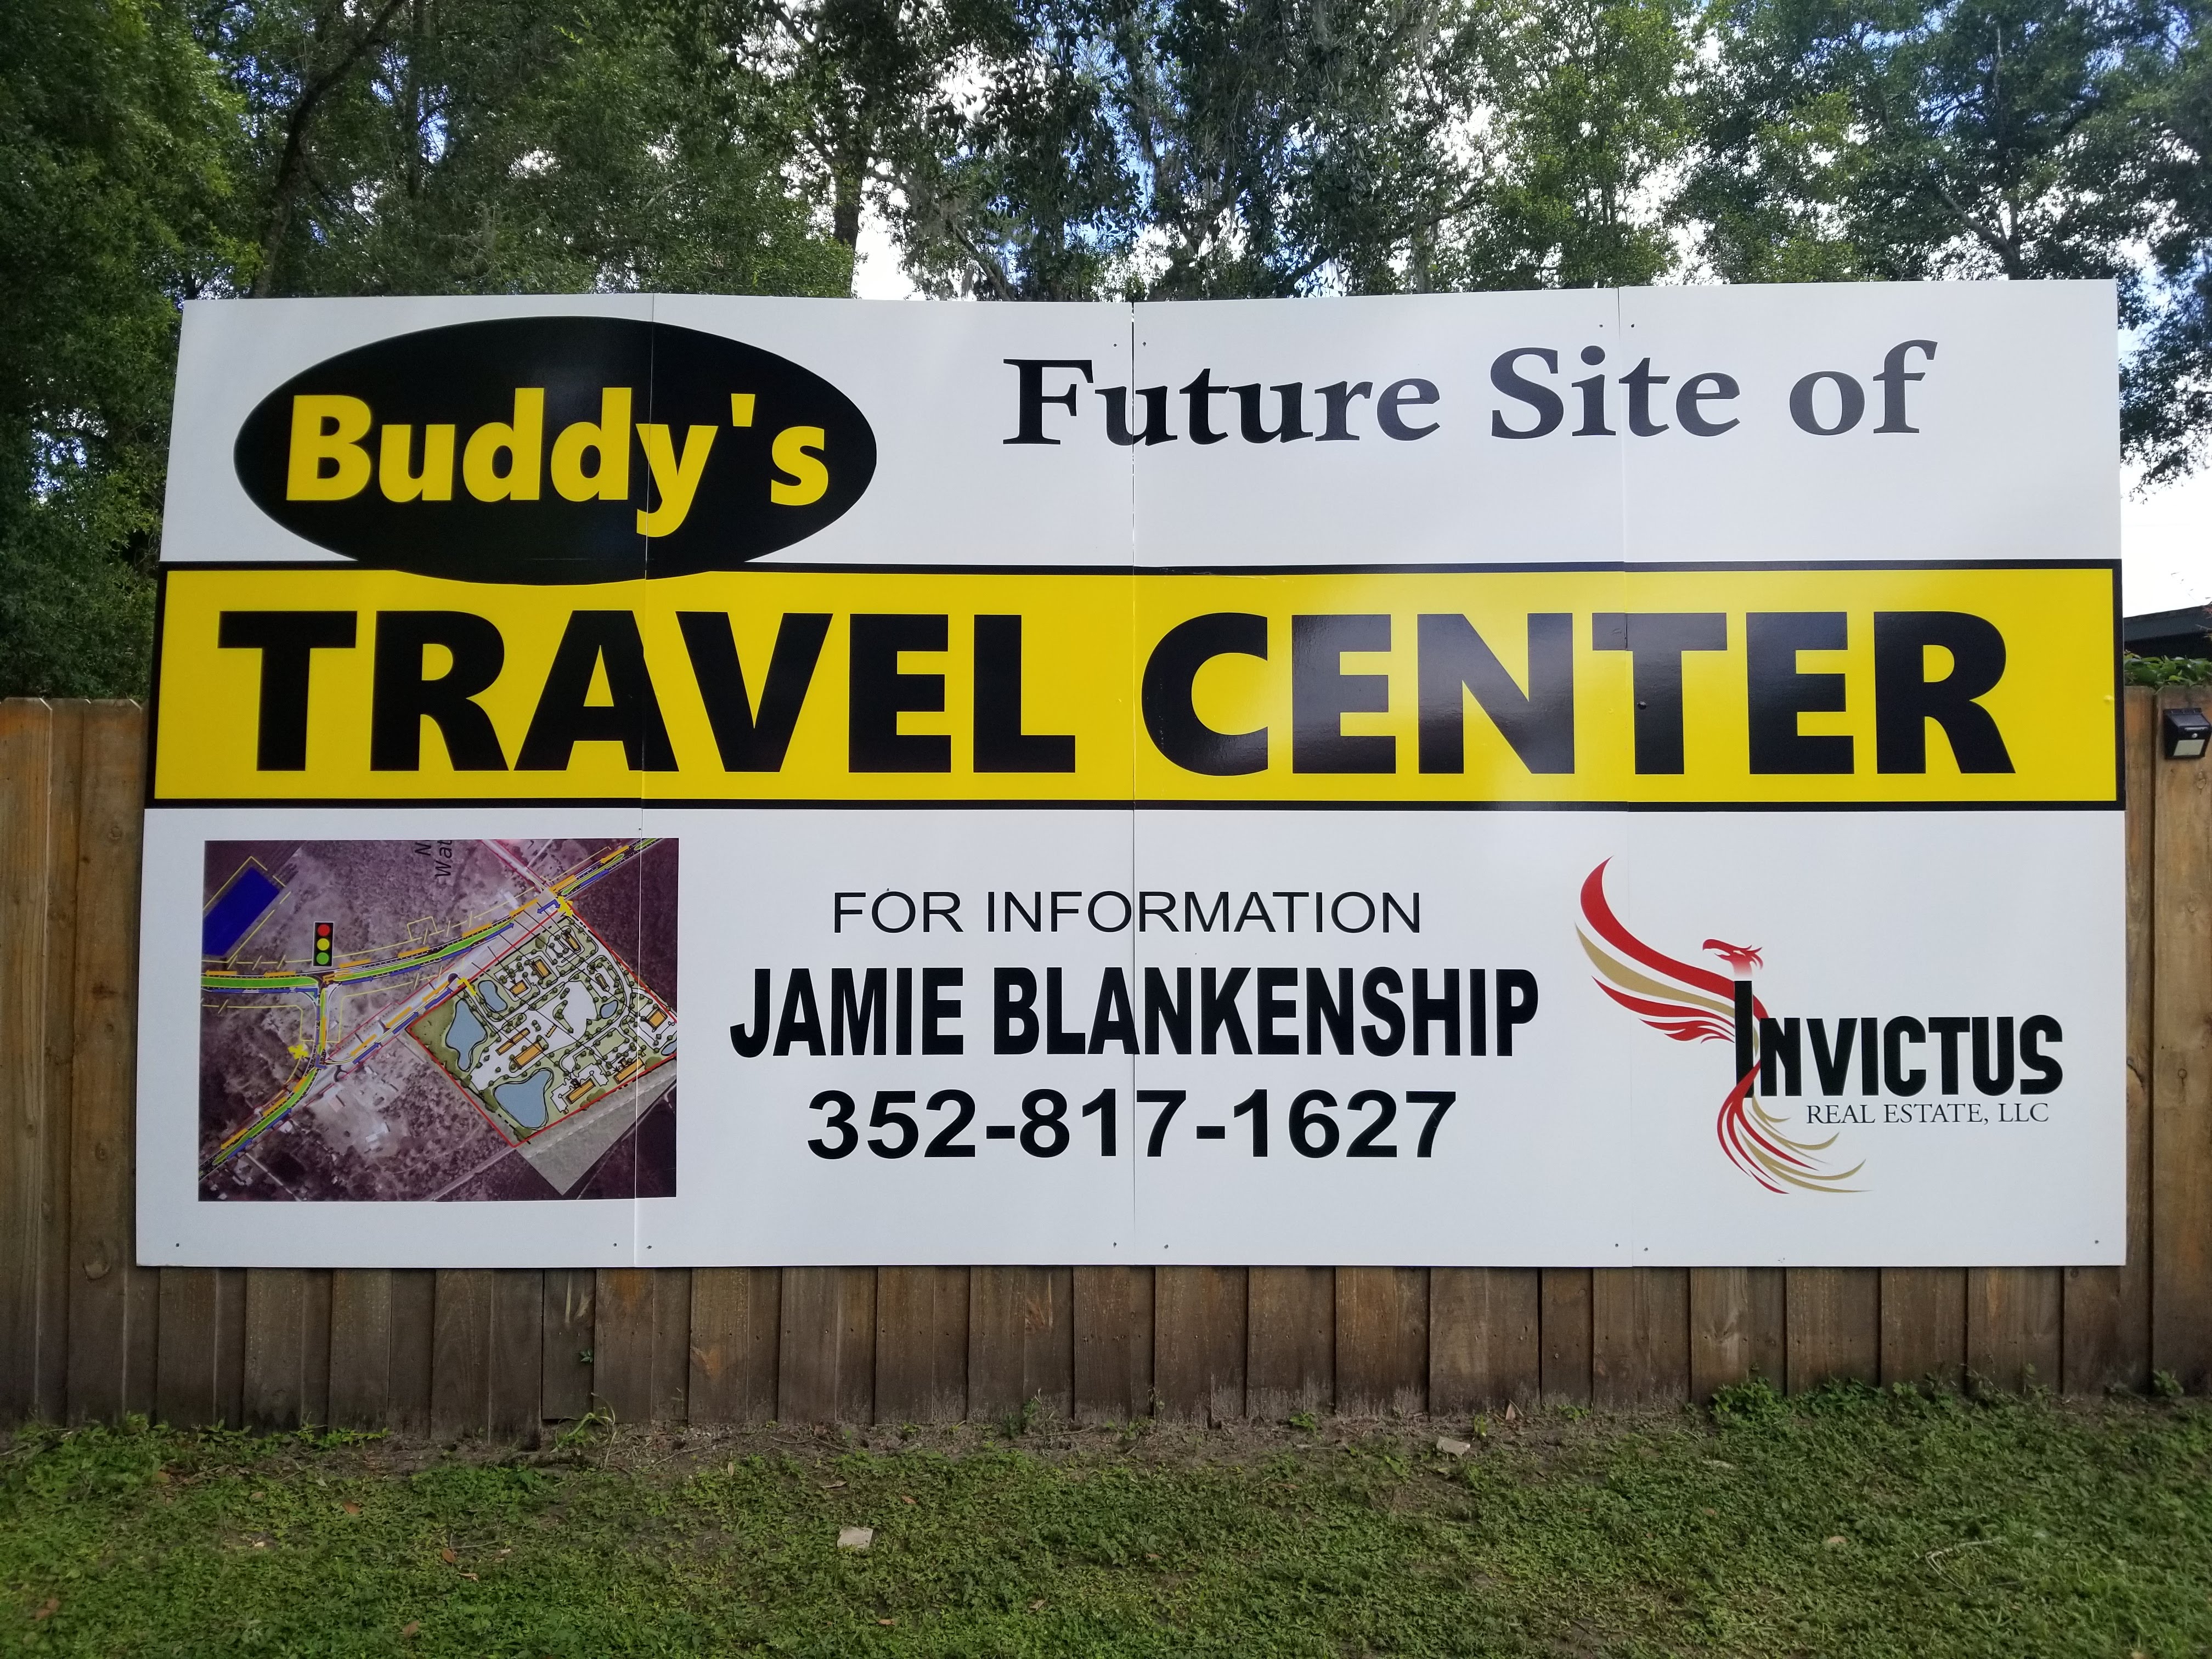 Buddy's
Future Site of
TRAVEL CENTER
FOR INFORMATION
JAMIE BLANKENSHIP
352-817-1627
INVICTUS
REAL ESTATE, LLC